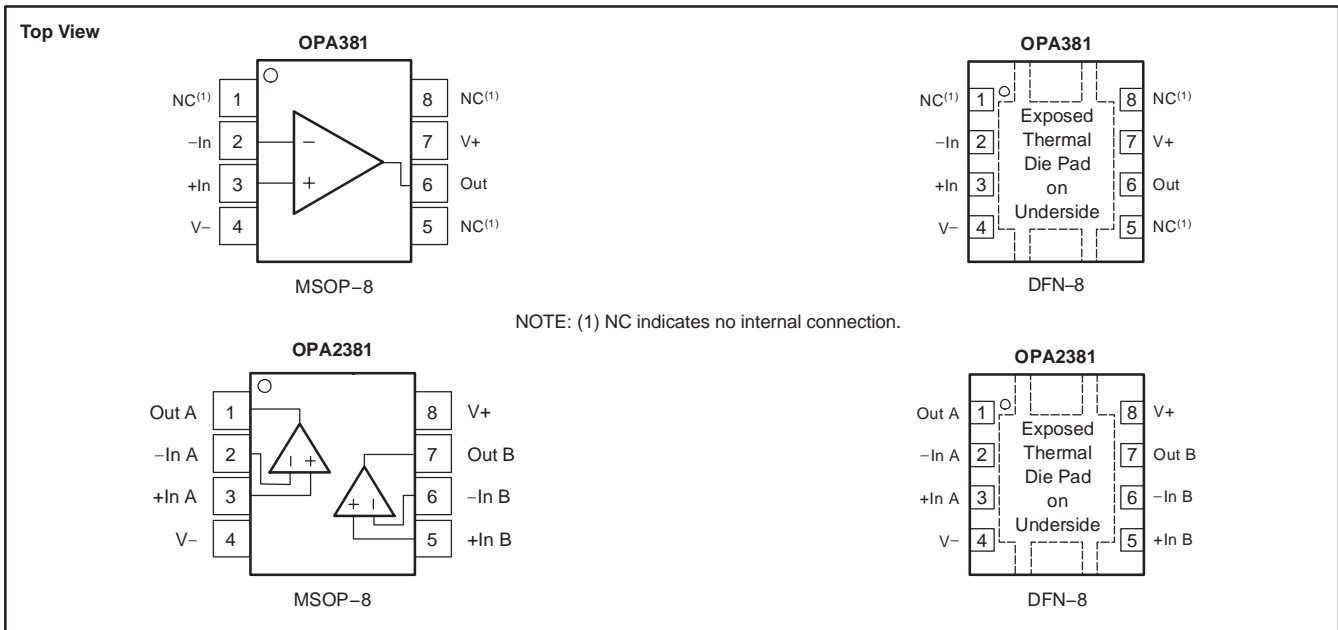 Top View
OPA381
NC(1) 1 8 NC(1)
−In 2 − 7 V+
+In 3 + 6 Out
V− 4 5 NC(1)
MSOP−8
OPA381
NC(1) 1 8 NC(1)
−In 2 7 V+
+In 3 6 Out
V− 4 5 NC(1)
Exposed
Thermal
Die Pad
on
Underside
DFN−8
NOTE: (1) NC indicates no internal connection.
OPA2381
Out A 1 8 V+
−In A 2 − + 7 Out B
+In A 3 + − 6 −In B
V− 4 5 +In B
MSOP−8
OPA2381
Out A 1 8 V+
−In A 2 7 Out B
+In A 3 6 −In B
V− 4 5 +In B
Exposed
Thermal
Die Pad
on
Underside
DFN−8